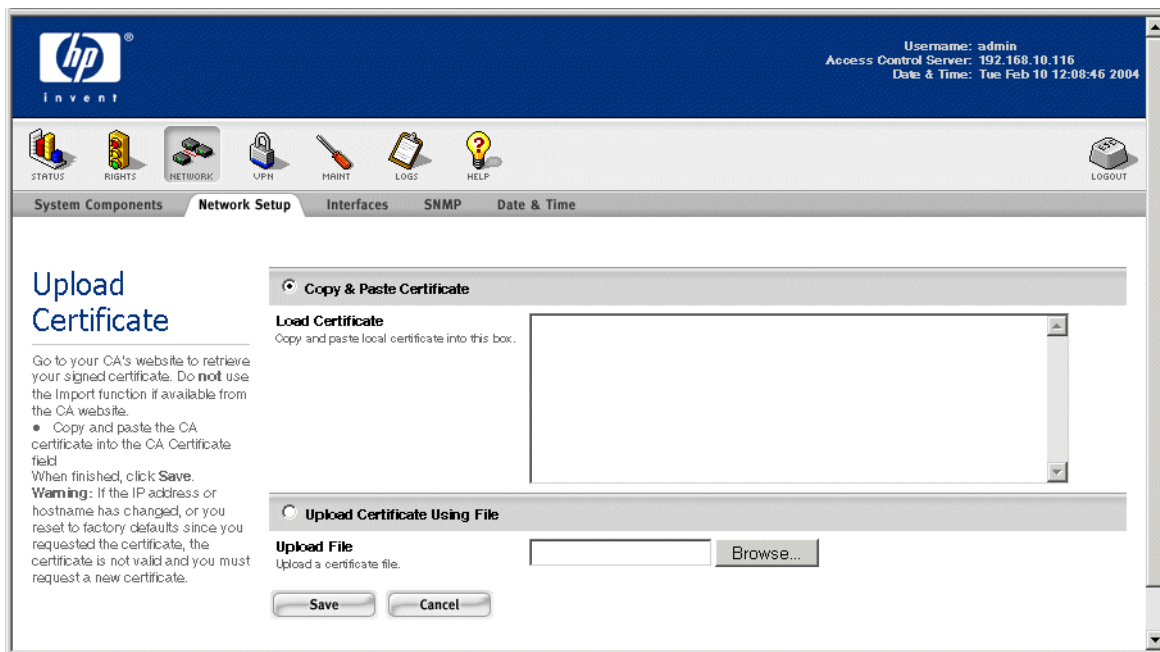 hp ®
invent
Username: admin
Access Control Server: 192.168.10.116
Date & Time: Tue Feb 10 12:08:46 2004
STATUS RIGHTS NETWORK VPN MAINT LOGS HELP LOGOUT
System Components Network Setup Interfaces SNMP Date & Time
Upload
Certificate
Go to your CA's website to retrieve
your signed certificate. Do not use
the Import function if available from
the CA website.
● Copy and paste the CA
certificate into the CA Certificate
field
When finished, click Save.
Warning: If the IP address or
hostname has changed, or you
reset to factory defaults since you
requested the certificate, the
certificate is not valid and you must
request a new certificate.
Copy & Paste Certificate
Load Certificate
Copy and paste local certificate into this box.
Upload Certificate Using File
Upload File
Upload a certificate file.
Browse...
Save Cancel